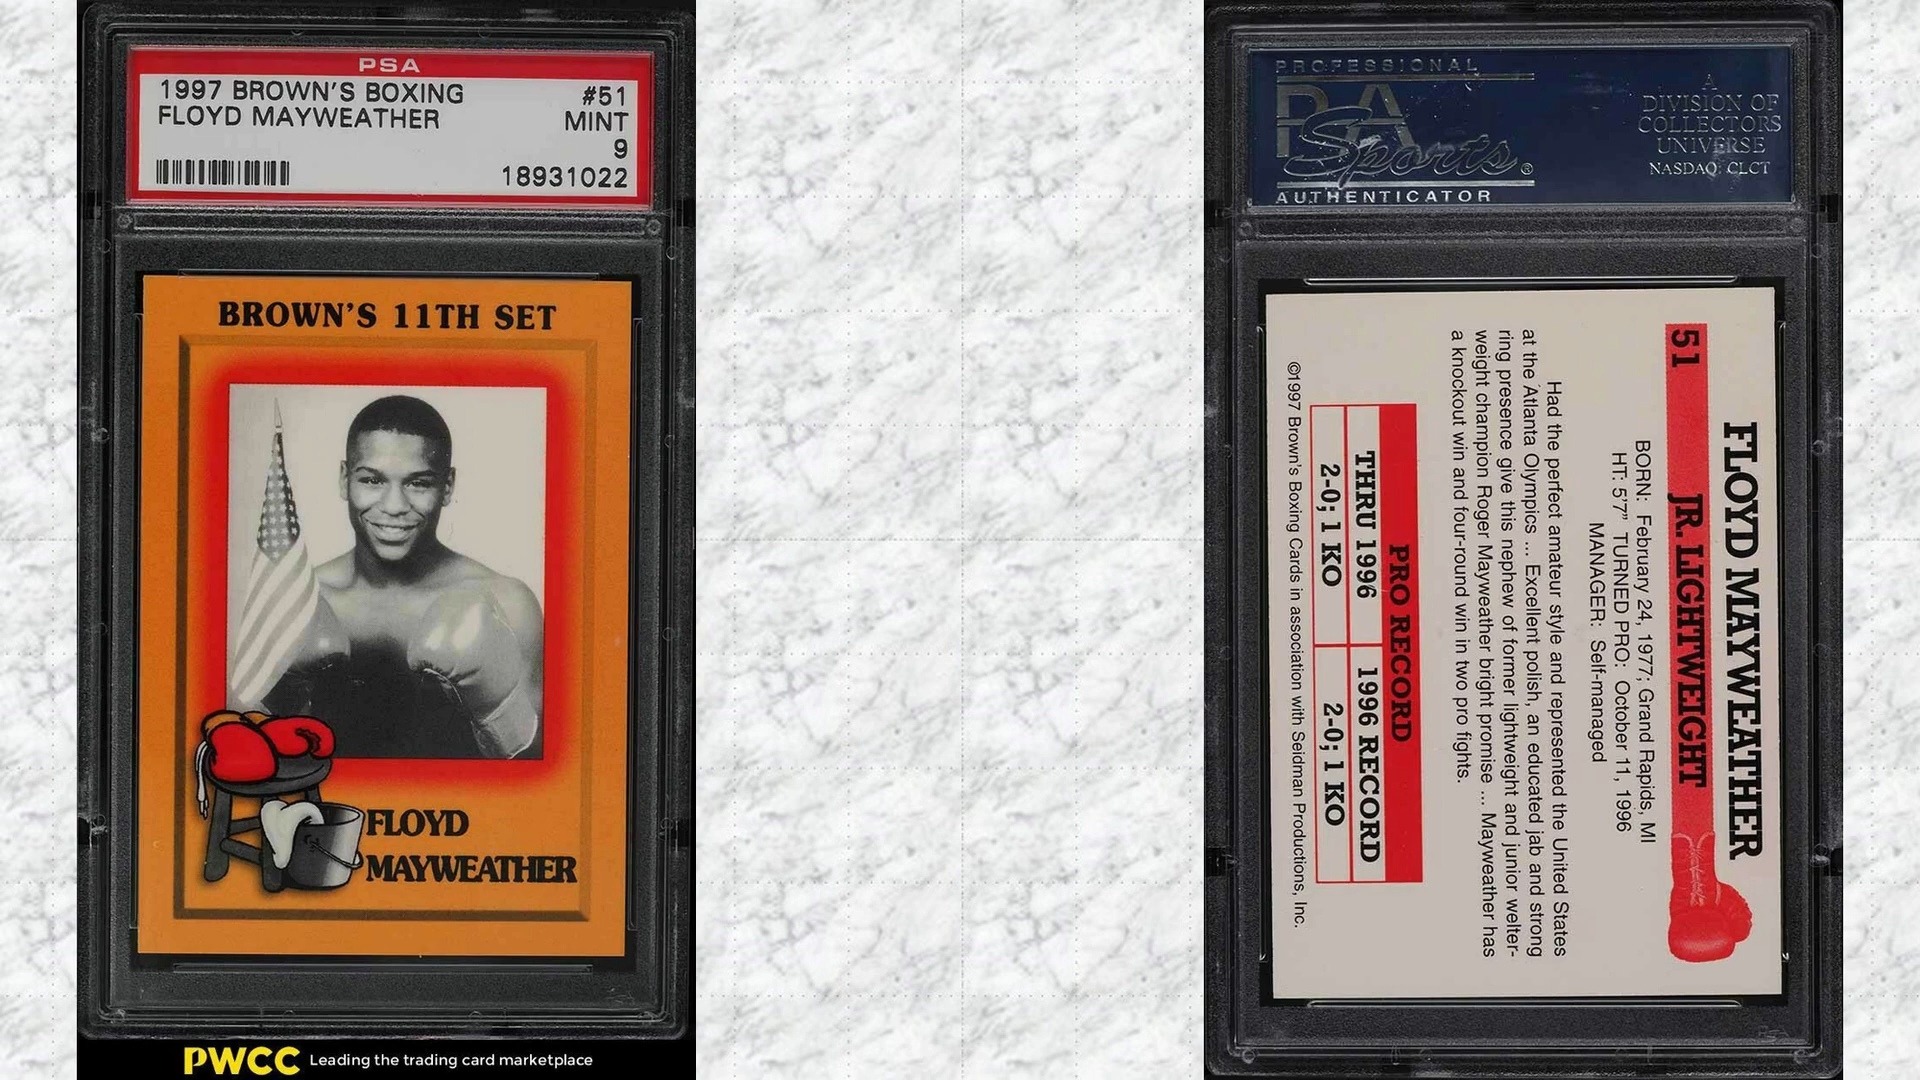 PSA
1997 BROWN'S BOXING #51
FLOYD MAYWEATHER MINT
9
18931022
BROWN'S 11TH SET
FLOYD
MAYWEATHER
PWCC Leading the trading card marketplace
PROFESSIONAL
PSA
Sports®
AUTHENTICATOR
A
DIVISION OF
COLLECTORS
UNIVERSE
NASDAQ: CLCT
FLOYD MAYWEATHER
51 JR. LIGHTWEIGHT
BORN: February 24, 1977; Grand Rapids, MI
HT: 5'7" TURNED PRO: October 11, 1996
MANAGER: Self-managed
Had the perfect amateur style and represented the United States
at the Atlanta Olympics ... Excellent polish, an educated jab and strong
ring presence give this nephew of former lightweight and junior welter-
weight champion Roger Mayweather bright promise ... Mayweather has
a knockout win and four-round win in two pro fights.
PRO RECORD
THRU 1996 1996 RECORD
2-0; 1 KO 2-0; 1 KO
©1997 Brown's Boxing Cards in association with Seidman Productions, Inc.